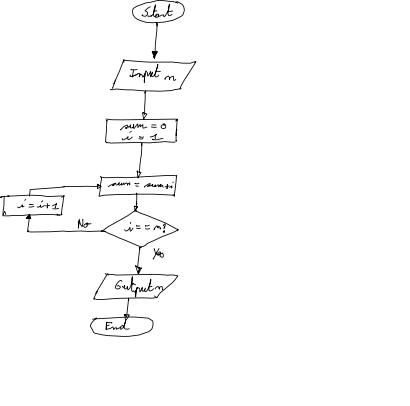 Start
Input n
sum = 0
i = 1
sum = sum+i
i = i+1
i == n?
No
Yes
Output n
End